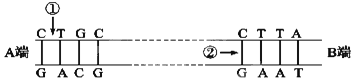 ①
C T G C C T T A
A端 ② B端
G A C G G A A T